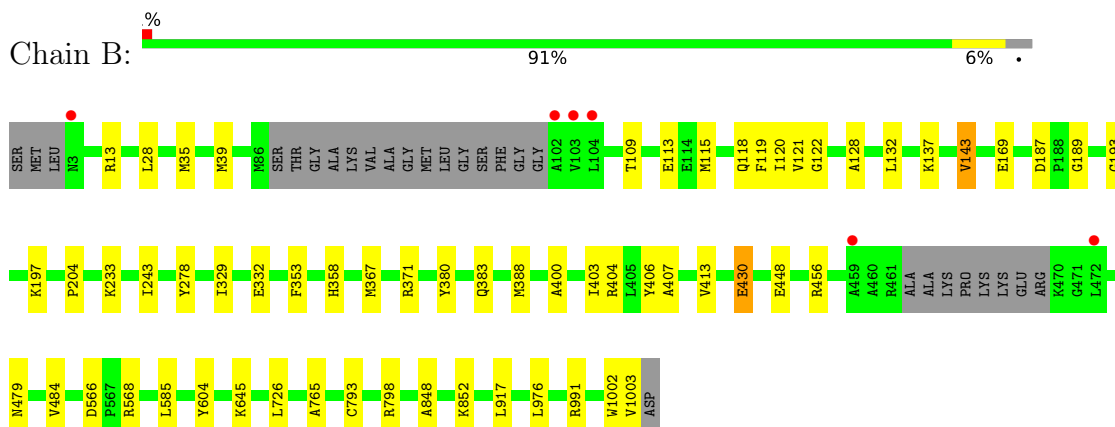 %
Chain B:
91% 6% •
SER MET LEU N3 R13 L28 M35 M39 M86 SER THR GLY ALA LYS VAL ALA GLY MET LEU GLY SER PHE GLY GLY A102 V103 L104 T109 E113 E114 M115 Q118 F119 I120 V121 G122 A128 L132 K137 V143 E169 D187 P188 G189 G193
K197 P204 K233 I243 Y278 I329 E332 F353 H358 M367 R371 Y380 Q383 M388 A400 I403 R404 L405 Y406 A407 V413 E430 E448 R456 A459 A460 R461 ALA ALA LYS PRO LYS LYS GLU ARG K470 G471 L472
N479 V484 D566 P567 R568 L585 Y604 K645 L726 A765 C793 R798 A848 K852 L917 L976 R991 W1002 V1003 ASP